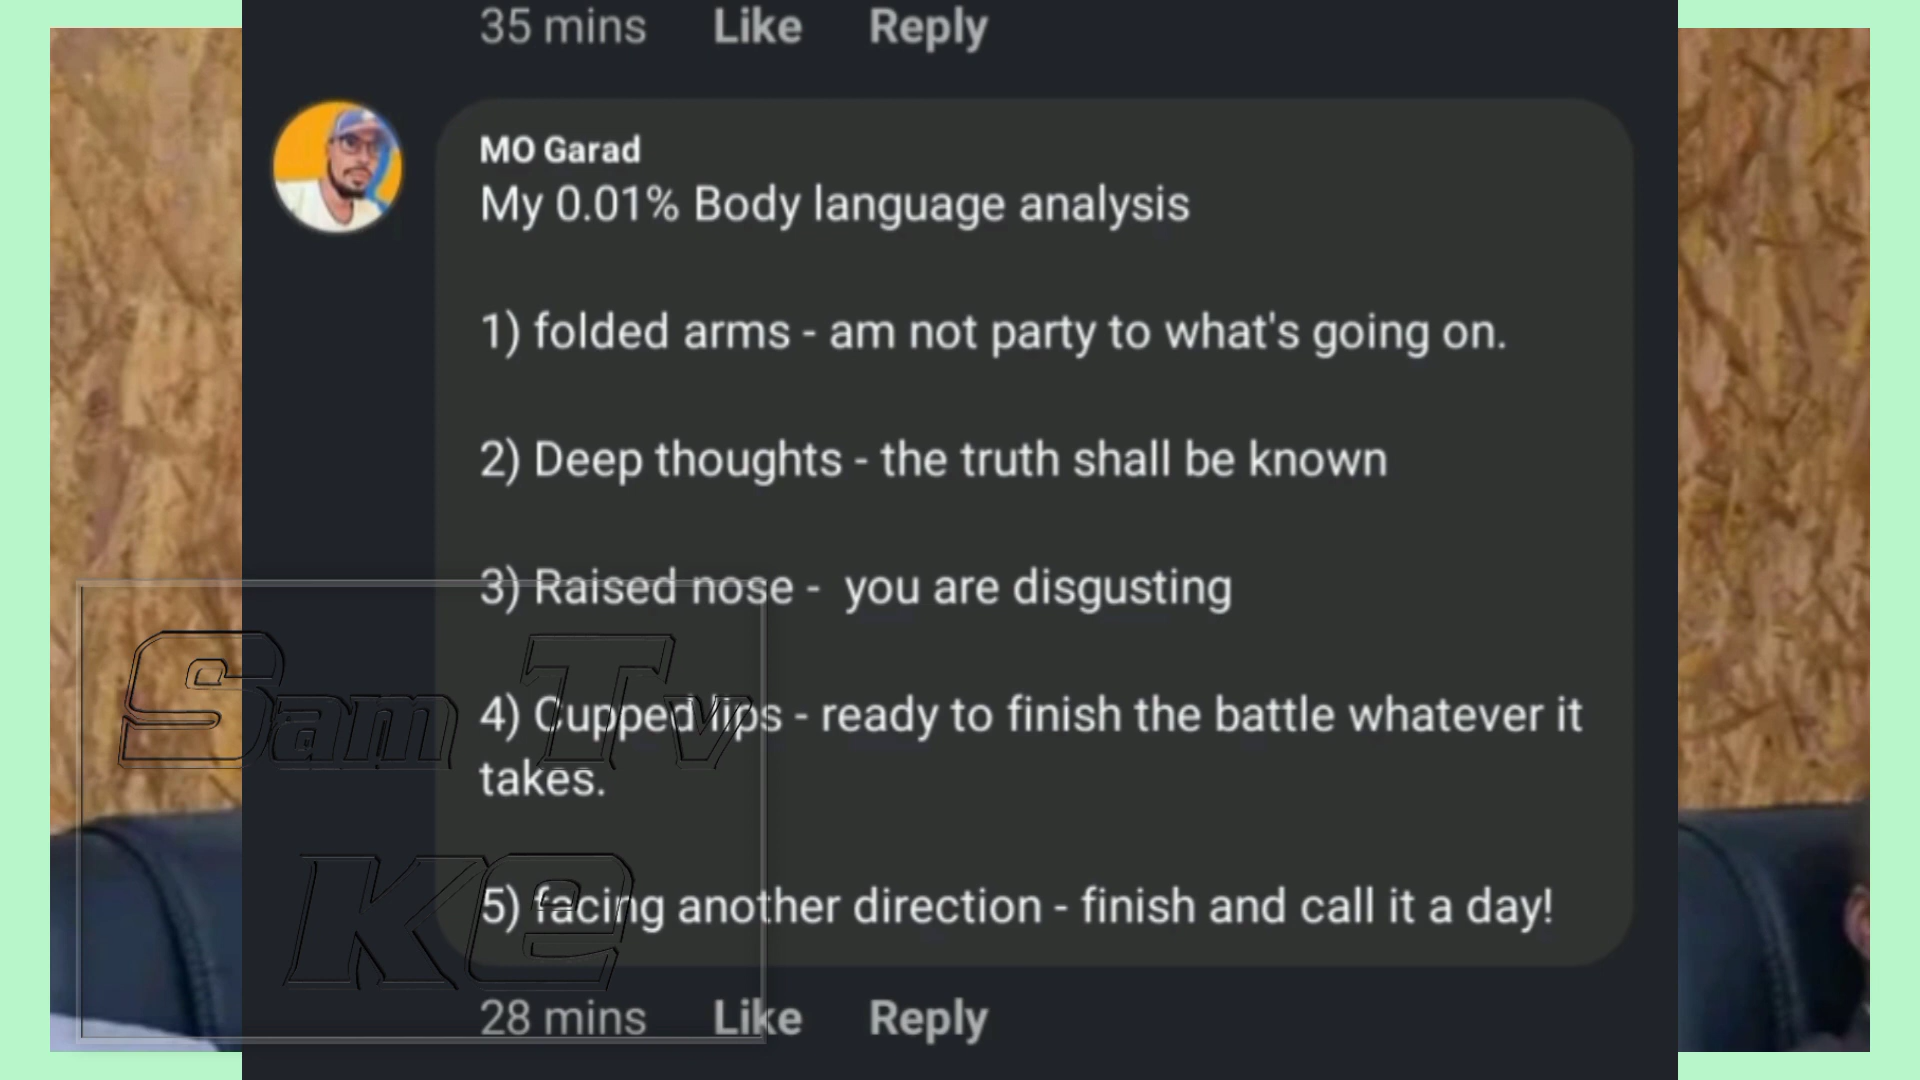 35 mins Like Reply
MO Garad
My 0.01% Body language analysis
1) folded arms - am not party to what's going on.
2) Deep thoughts - the truth shall be known
3) Raised nose - you are disgusting
4) Cupped lips - ready to finish the battle whatever it
takes.
5) facing another direction - finish and call it a day!
28 mins Like Reply
Sam Tv
Ke